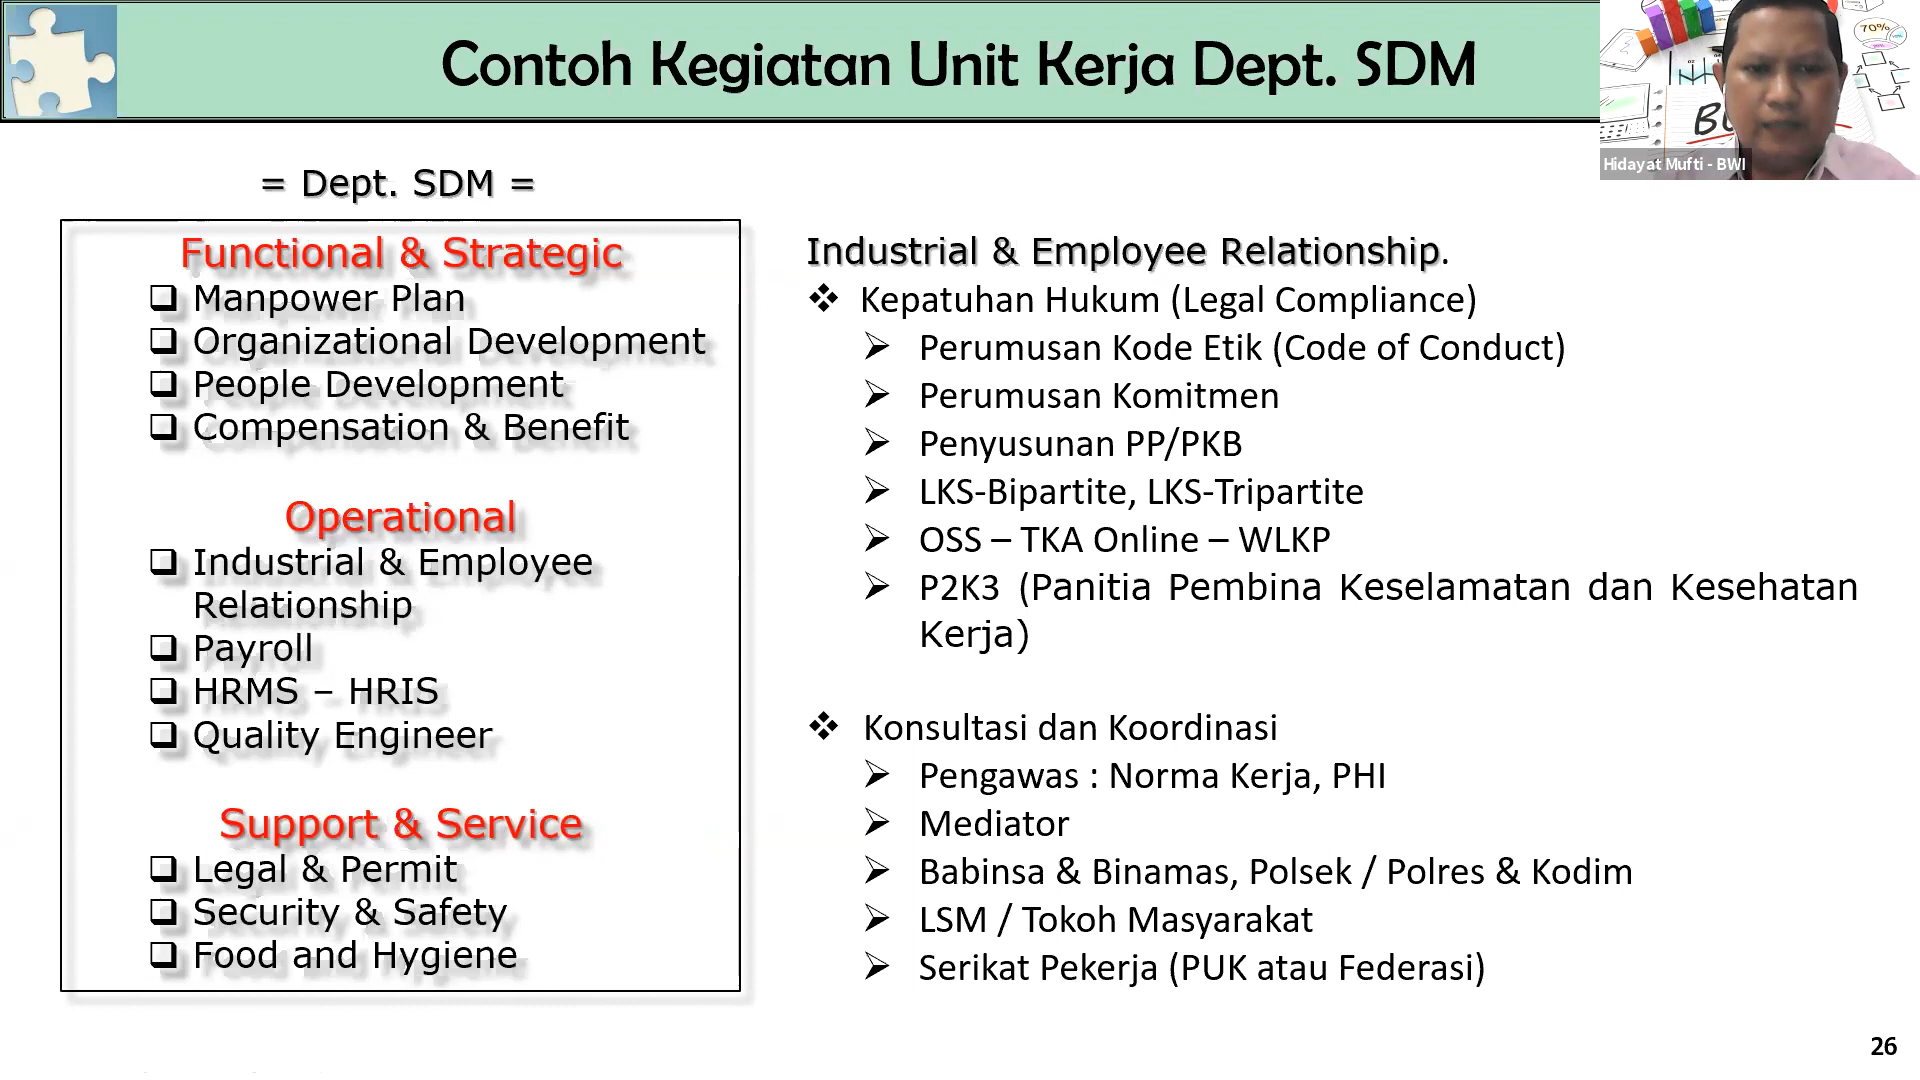 Contoh Kegiatan Unit Kerja Dept. SDM
70%
Hidayat Mufti - BWI
= Dept. SDM =
Functional & Strategic
Manpower Plan
Organizational Development
People Development
Compensation & Benefit
Operational
Industrial & Employee
Relationship
Payroll
HRMS – HRIS
Quality Engineer
Support & Service
Legal & Permit
Security & Safety
Food and Hygiene
Industrial & Employee Relationship.
Kepatuhan Hukum (Legal Compliance)
Perumusan Kode Etik (Code of Conduct)
Perumusan Komitmen
Penyusunan PP/PKB
LKS-Bipartite, LKS-Tripartite
OSS – TKA Online – WLKP
P2K3 (Panitia Pembina Keselamatan dan Kesehatan
Kerja)
Konsultasi dan Koordinasi
Pengawas : Norma Kerja, PHI
Mediator
Babinsa & Binamas, Polsek / Polres & Kodim
LSM / Tokoh Masyarakat
Serikat Pekerja (PUK atau Federasi)
26